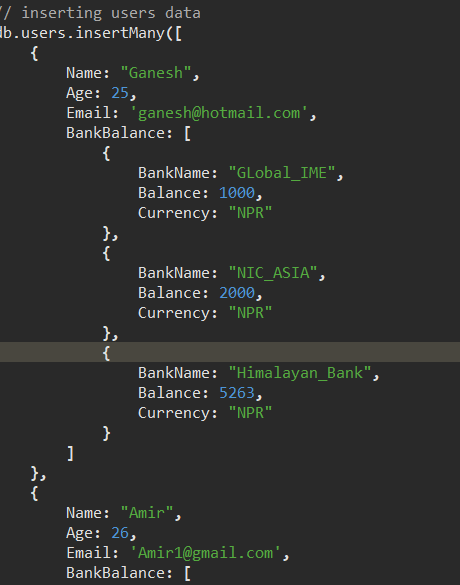 // inserting users data
db.users.insertMany([
{
Name: "Ganesh",
Age: 25,
Email: 'ganesh@hotmail.com',
BankBalance: [
{
BankName: "GLobal_IME",
Balance: 1000,
Currency: "NPR"
},
{
BankName: "NIC_ASIA",
Balance: 2000,
Currency: "NPR"
},
{
BankName: "Himalayan_Bank",
Balance: 5263,
Currency: "NPR"
}
]
},
{
Name: "Amir",
Age: 26,
Email: 'Amir1@gmail.com',
BankBalance: [